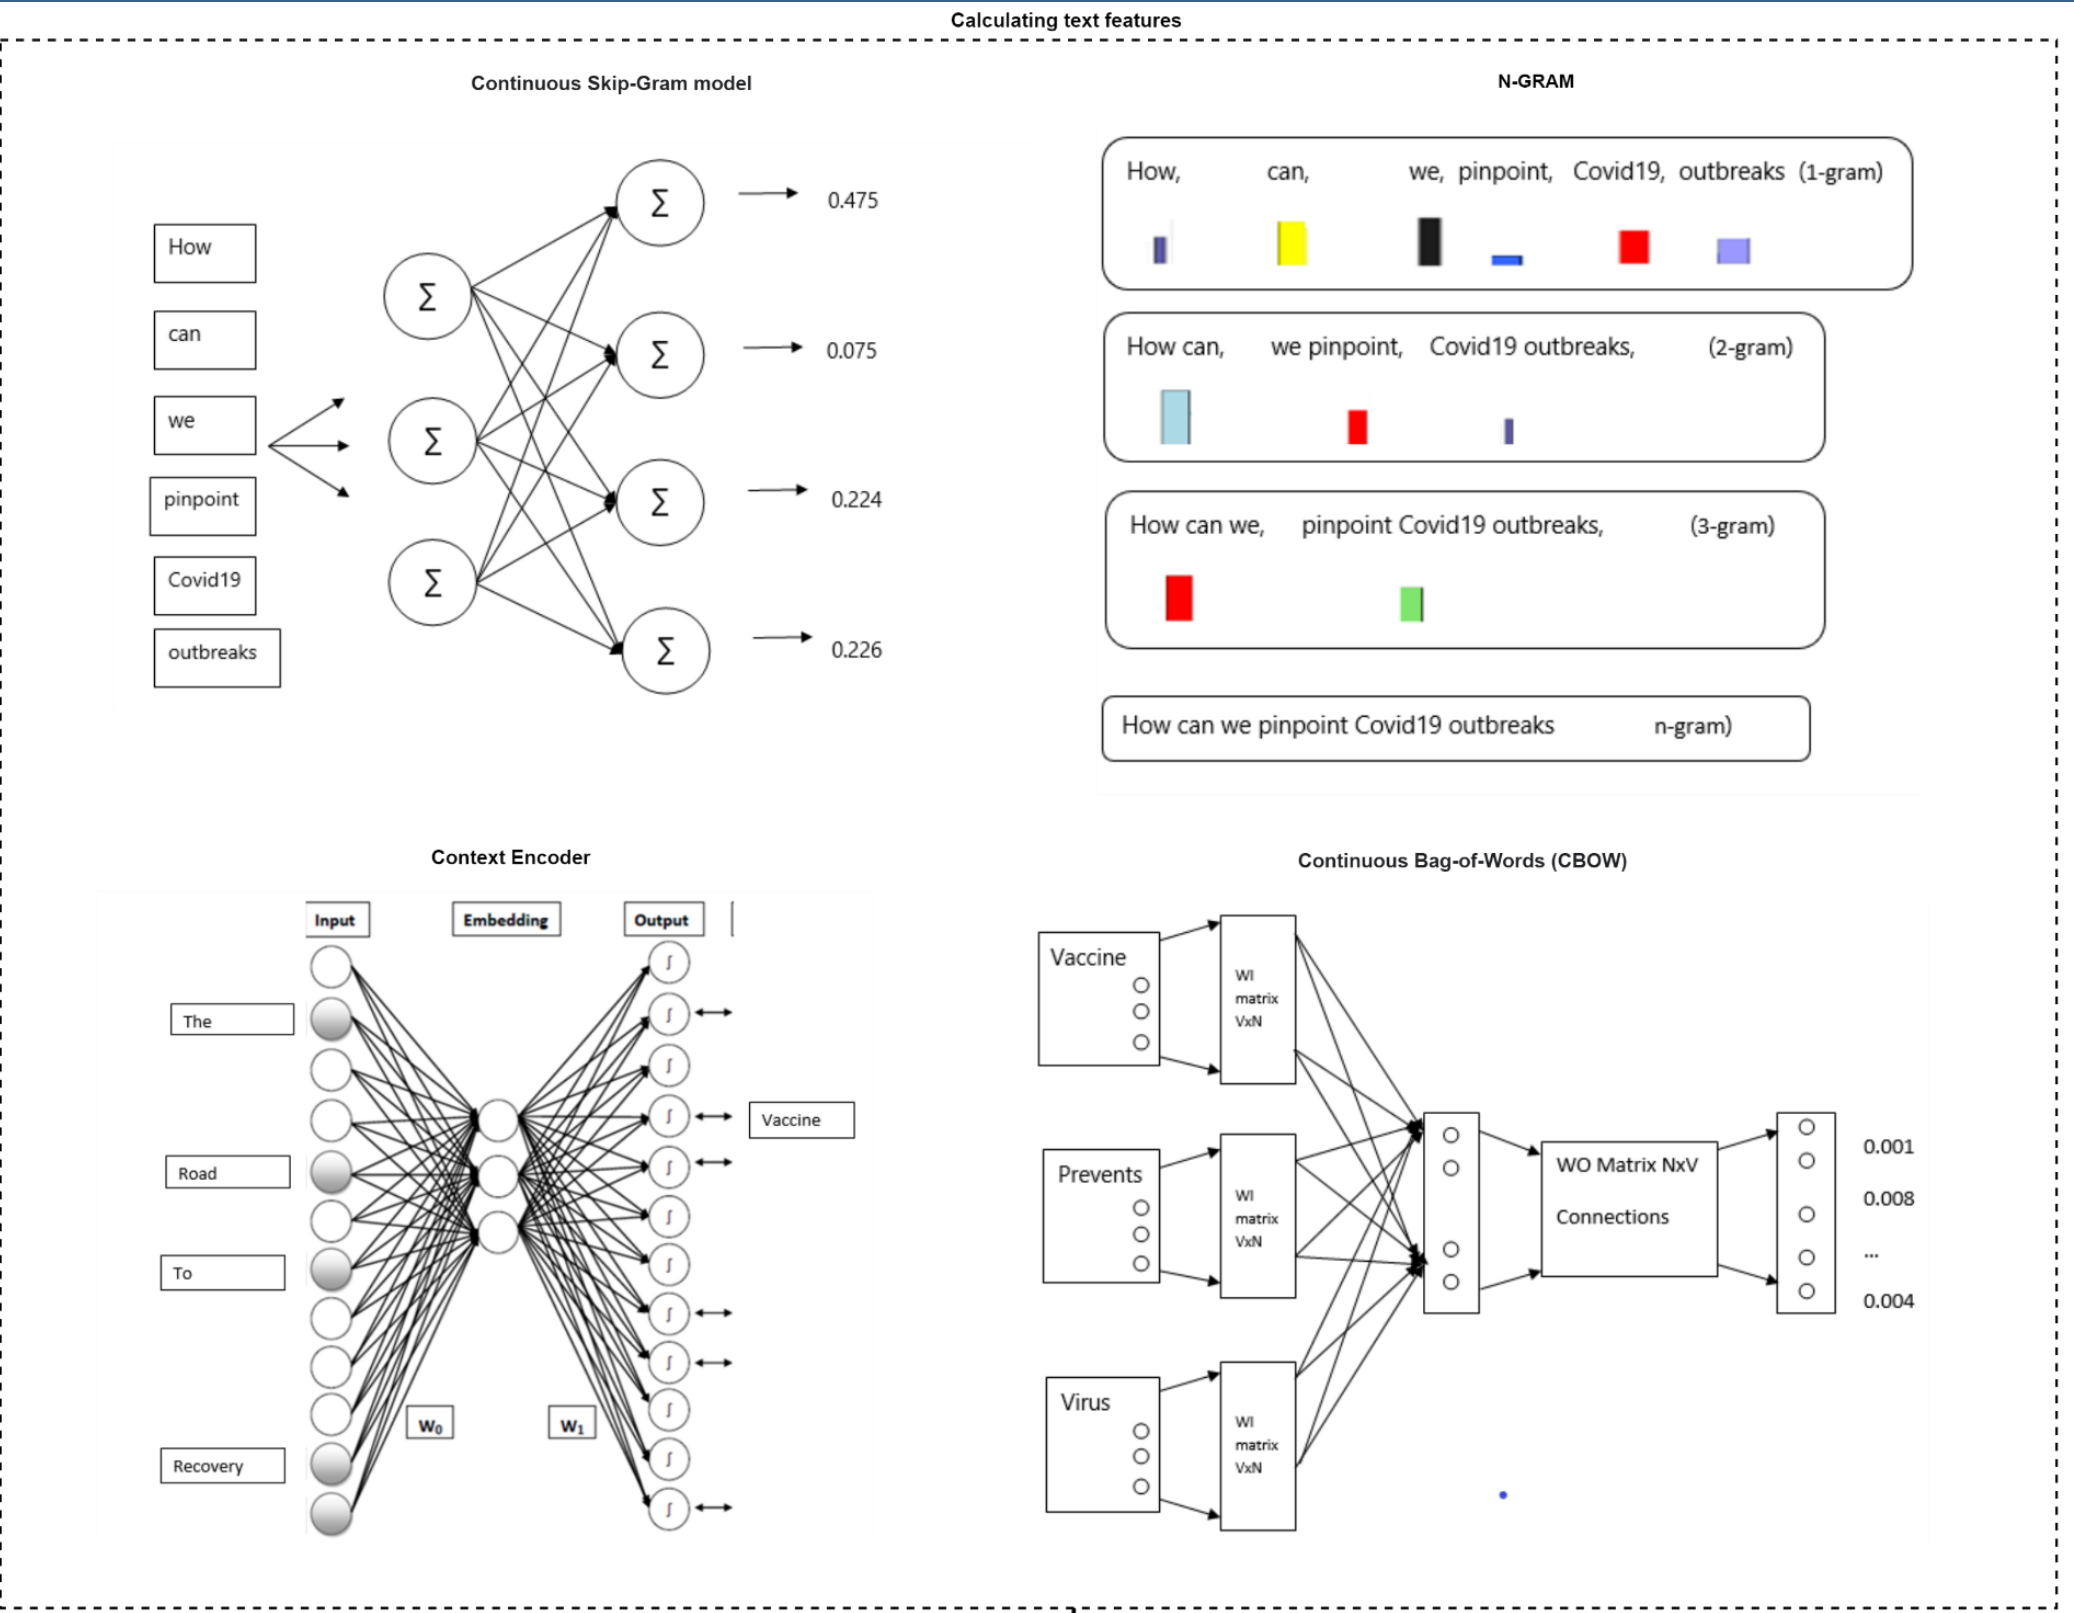 Calculating text features
Continuous Skip-Gram model
How
can
we
pinpoint
Covid19
outbreaks
Σ
Σ
Σ
Σ
Σ
Σ
Σ
0.475
0.075
0.224
0.226
N-GRAM
How, can, we, pinpoint, Covid19, outbreaks (1-gram)
How can, we pinpoint, Covid19 outbreaks, (2-gram)
How can we, pinpoint Covid19 outbreaks, (3-gram)
How can we pinpoint Covid19 outbreaks n-gram)
Context Encoder
Input Embedding Output
The
Road
To
Recovery
W₀ W₁
∫
∫
∫
∫
∫
∫
∫
∫
∫
∫
∫
∫
Vaccine
Continuous Bag-of-Words (CBOW)
Vaccine
WI
matrix
VxN
Prevents
WI
matrix
VxN
Virus
WI
matrix
VxN
WO Matrix NxV
Connections
0.001
0.008
...
0.004